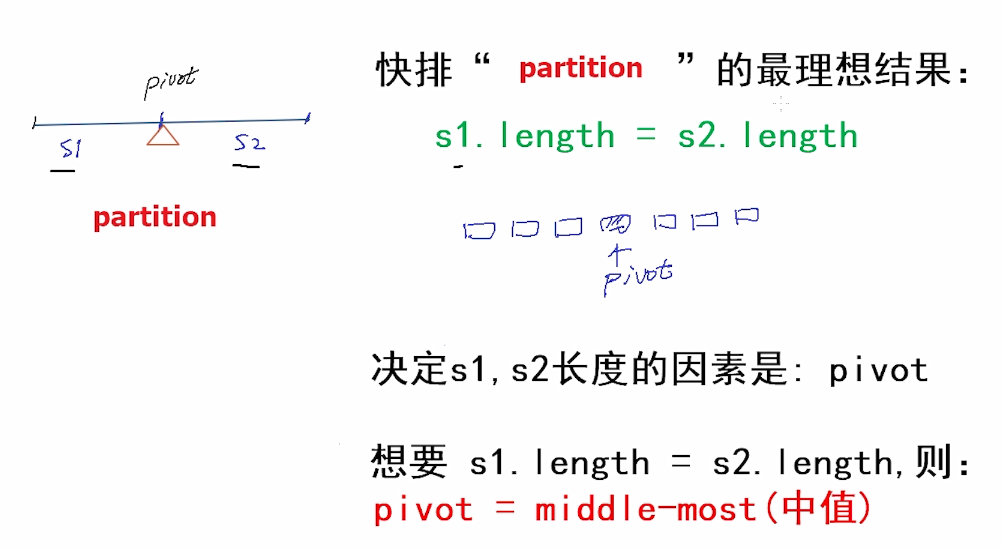 pivot
S1
S2
partition
快排“ partition ”的最理想结果:
s1.length = s2.length
pivot
决定s1,s2长度的因素是: pivot
想要 s1.length = s2.length,则:
pivot = middle-most(中值)